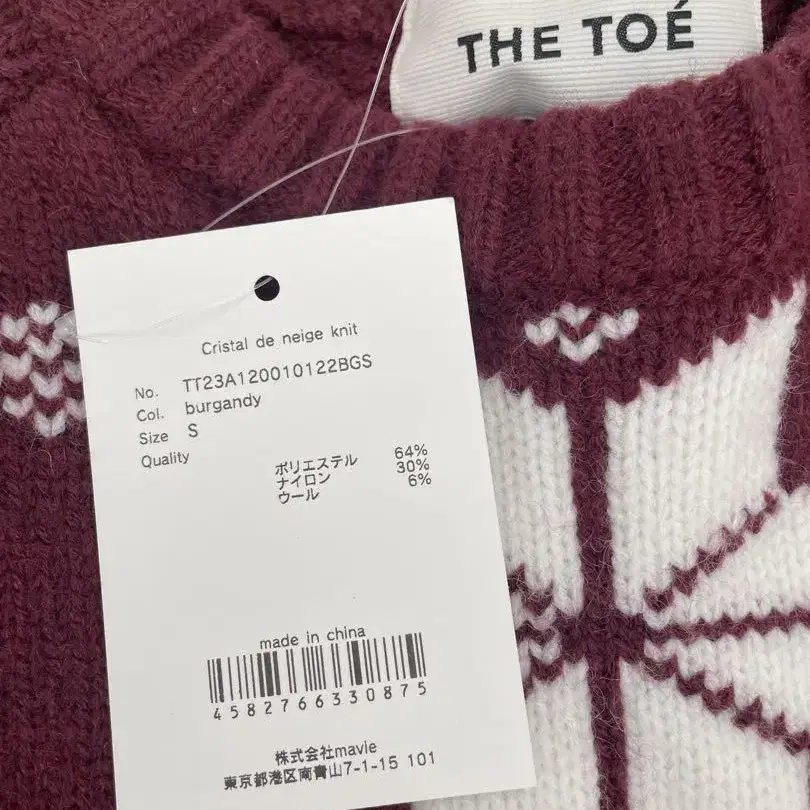 THE TOÉ
Cristal de neige knit
No. TT23A120010122BGS
Col. burgandy
Size S
Quality
ポリエステル 64%
ナイロン 30%
ウール 6%
made in china
4582766330875
株式会社mavie
東京都港区南青山7-1-15 101